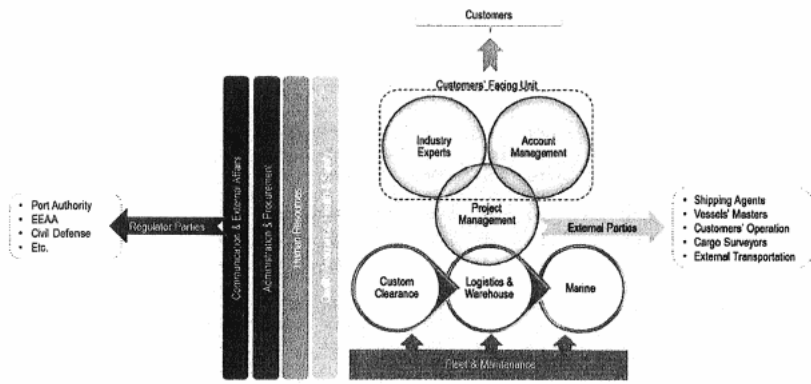 Customers
Customers' Facing Unit
Industry
Experts
Account
Management
Project
Management
Custom
Clearance
Logistics &
Warehouse
Marine
Fleet & Maintenance
Communication & External Affairs
Administration & Procurement
Human Resources
Regulator Parties
• Port Authority
• EEAA
• Civil Defense
• Etc.
External Parties
• Shipping Agents
• Vessels' Masters
• Customers' Operation
• Cargo Surveyors
• External Transportation